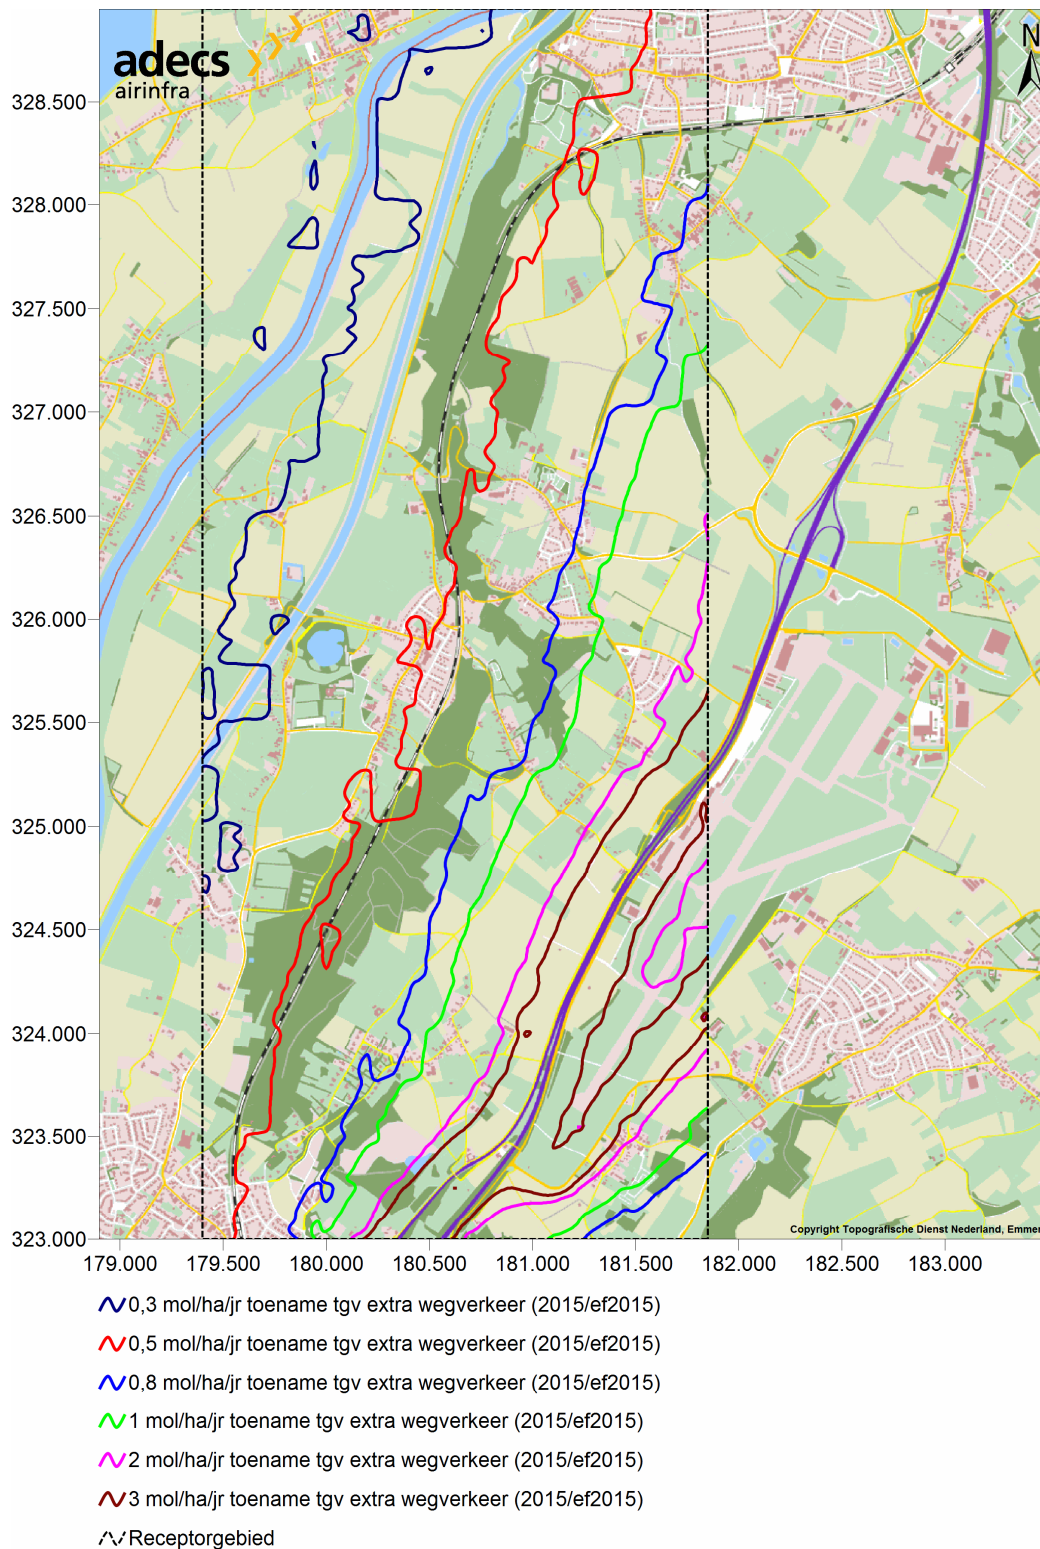 adecs
airinfra
N
328.500
328.000
327.500
327.000
326.500
326.000
325.500
325.000
324.500
324.000
323.500
323.000
Copyright Topografische Dienst Nederland, Emmer
179.000 179.500 180.000 180.500 181.000 181.500 182.000 182.500 183.000
0,3 mol/ha/jr toename tgv extra wegverkeer (2015/ef2015)
0,5 mol/ha/jr toename tgv extra wegverkeer (2015/ef2015)
0,8 mol/ha/jr toename tgv extra wegverkeer (2015/ef2015)
1 mol/ha/jr toename tgv extra wegverkeer (2015/ef2015)
2 mol/ha/jr toename tgv extra wegverkeer (2015/ef2015)
3 mol/ha/jr toename tgv extra wegverkeer (2015/ef2015)
Receptorgebied